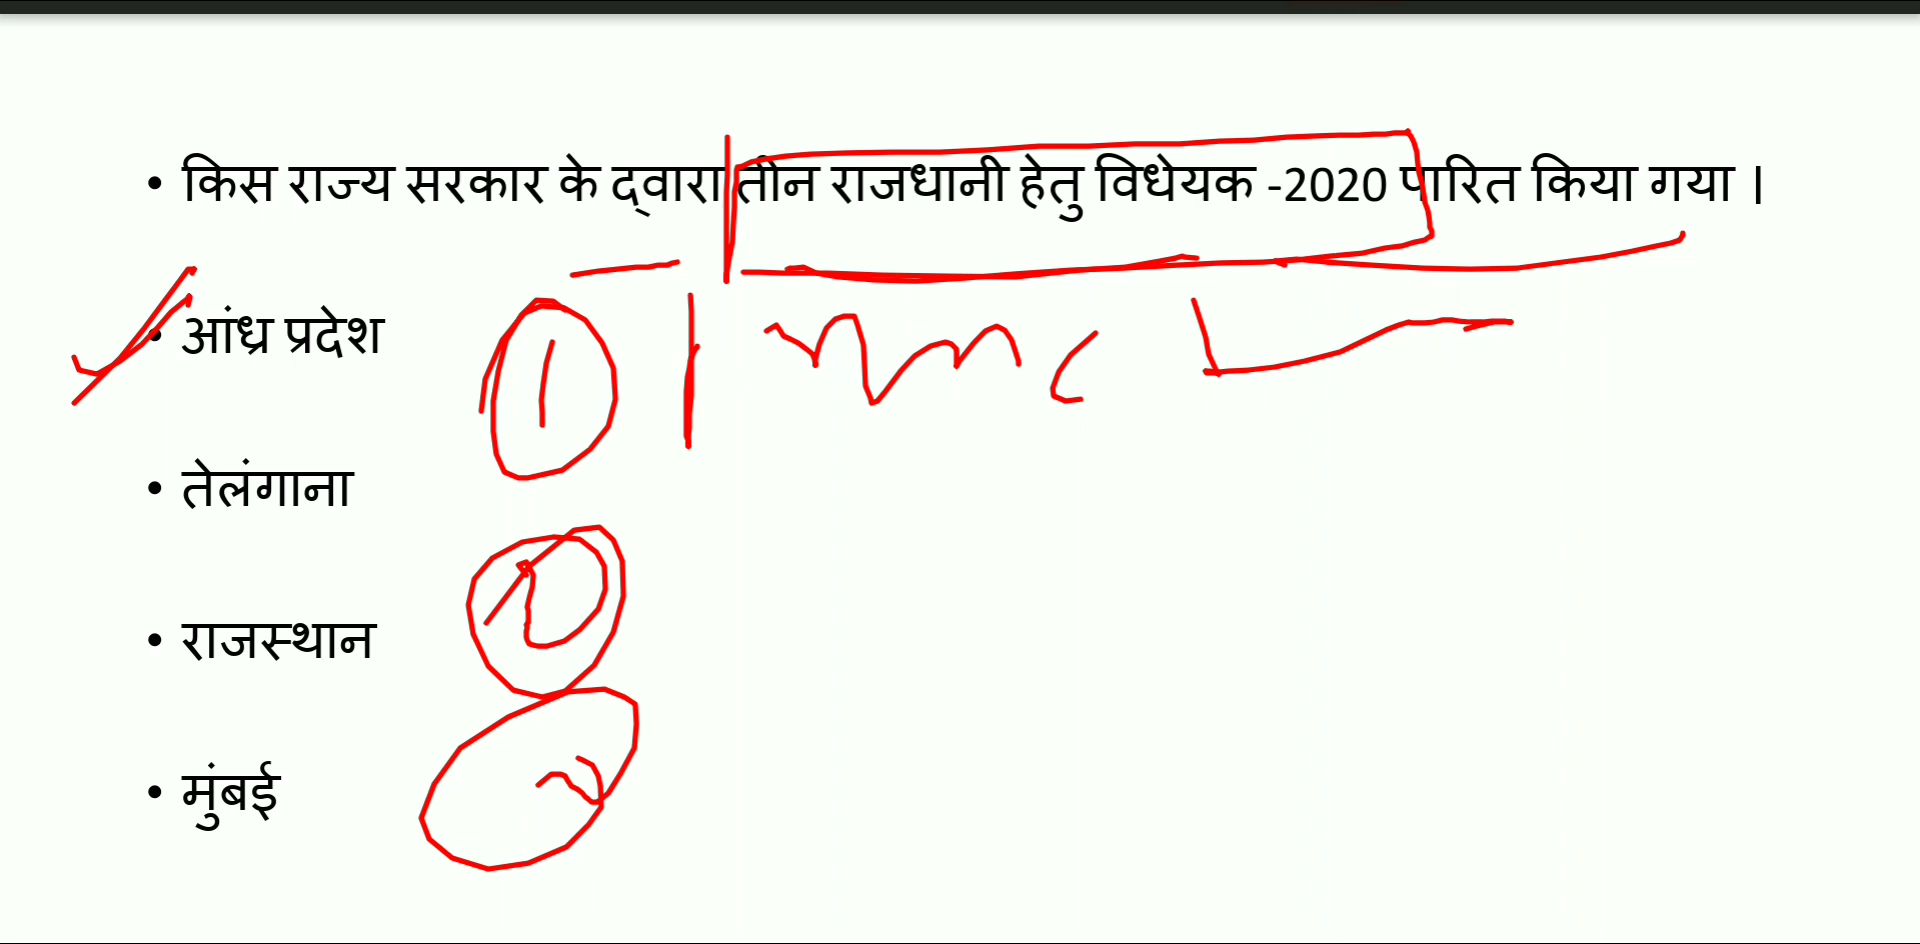 • किस राज्य सरकार के द्वारा तीन राजधानी हेतु विधेयक -2020 पारित किया गया ।
• आंध्र प्रदेश
• तेलंगाना
• राजस्थान
• मुंबई